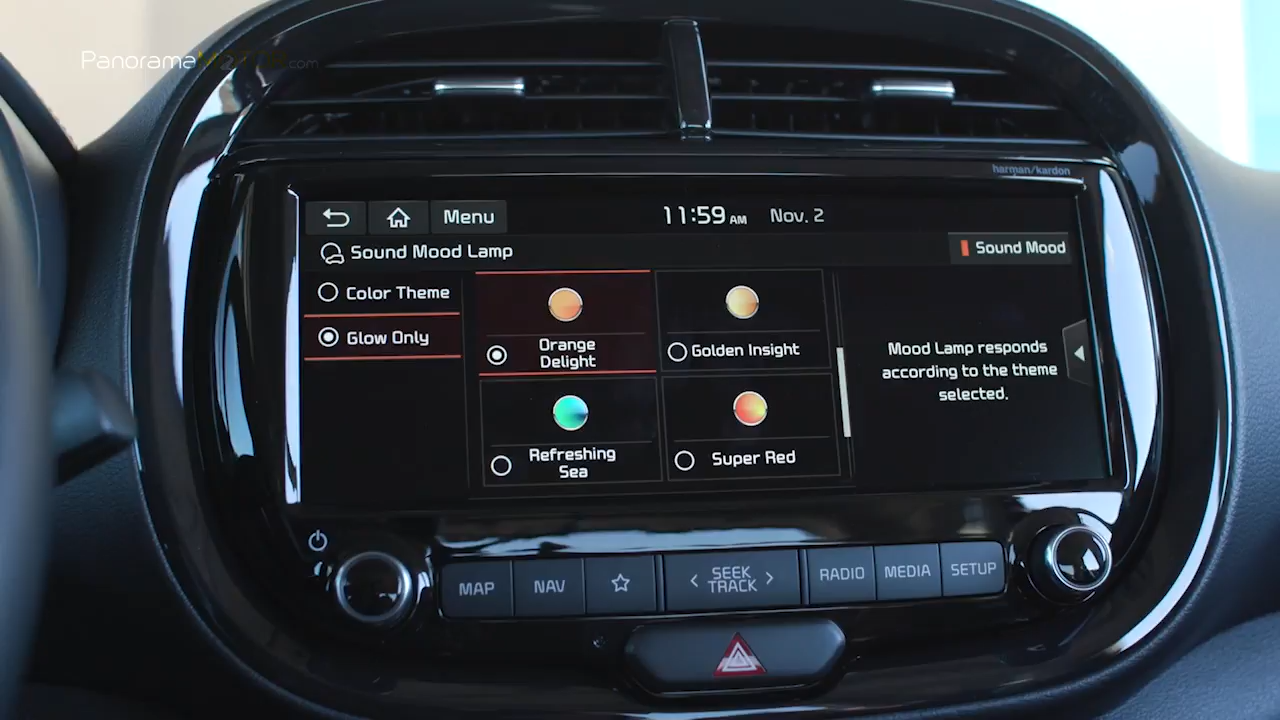 Panorama
.com
harman/kardon
Menu
11:59 AM Nov. 2
Sound Mood Lamp
Sound Mood
Color Theme
Glow Only
Orange
Delight
Golden Insight
Refreshing
Sea
Super Red
Mood Lamp responds
according to the theme
selected.
MAP
NAV
SEEK
TRACK
RADIO
MEDIA
SETUP